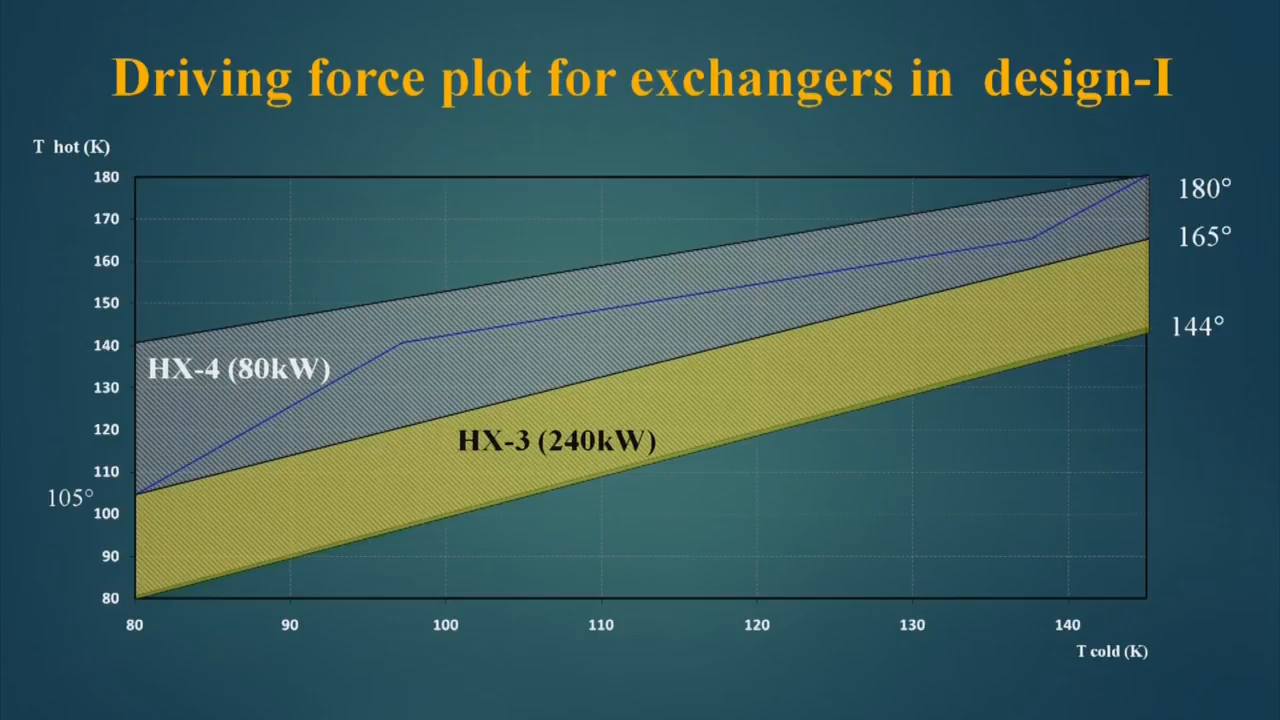 Driving force plot for exchangers in design-I
T hot (K)
180
170
160
150
140
130
120
110
100
90
80
105°
HX-4 (80kW)
HX-3 (240kW)
180°
165°
144°
80 90 100 110 120 130 140
T cold (K)